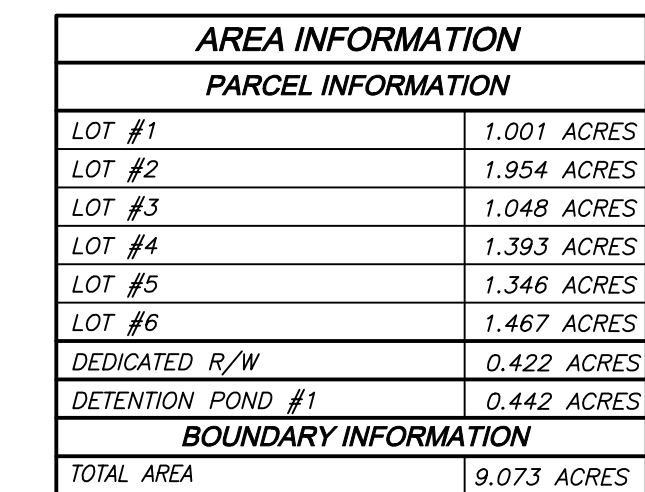 AREA INFORMATION
PARCEL INFORMATION
LOT #1 1.001 ACRES
LOT #2 1.954 ACRES
LOT #3 1.048 ACRES
LOT #4 1.393 ACRES
LOT #5 1.346 ACRES
LOT #6 1.467 ACRES
DEDICATED R/W 0.422 ACRES
DETENTION POND #1 0.442 ACRES
BOUNDARY INFORMATION
TOTAL AREA 9.073 ACRES